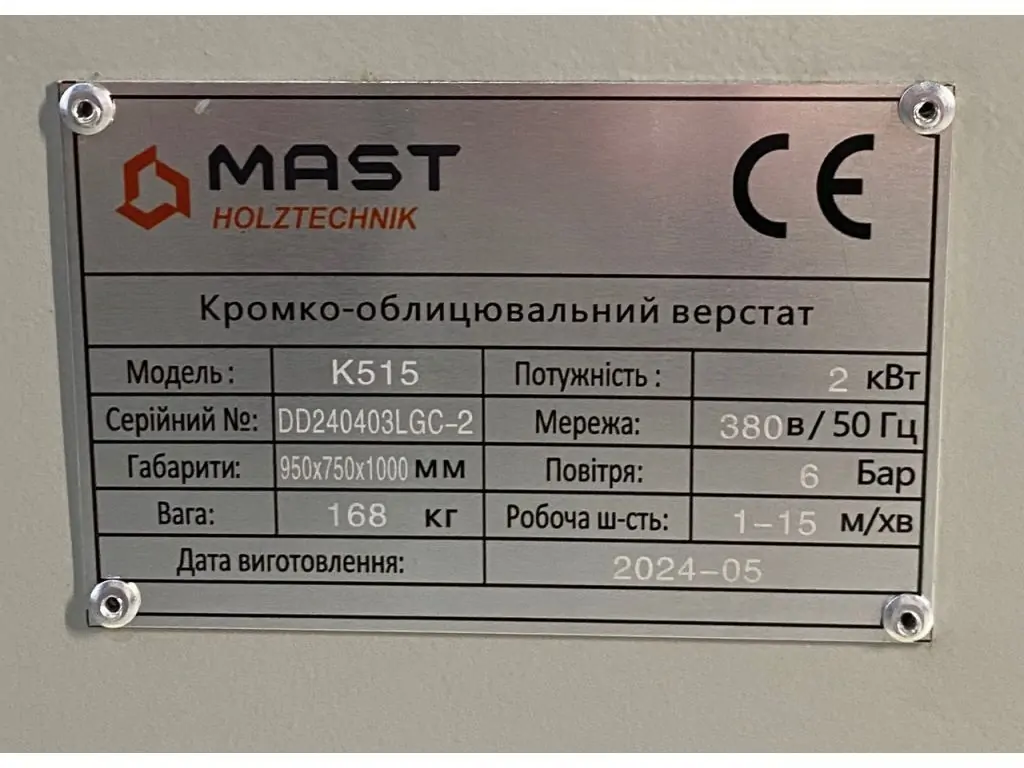 MAST
HOLZTECHNIK
CE
Кромко-облицювальний верстат
Модель: K515 Потужність: 2 кВт
Серійний №: DD240403LGC-2 Мережа: 380в/ 50 Гц
Габарити: 950x750x1000 мм Повітря: 6 Бар
Вага: 168 кг Робоча ш-сть: 1-15 м/хв
Дата виготовлення: 2024-05